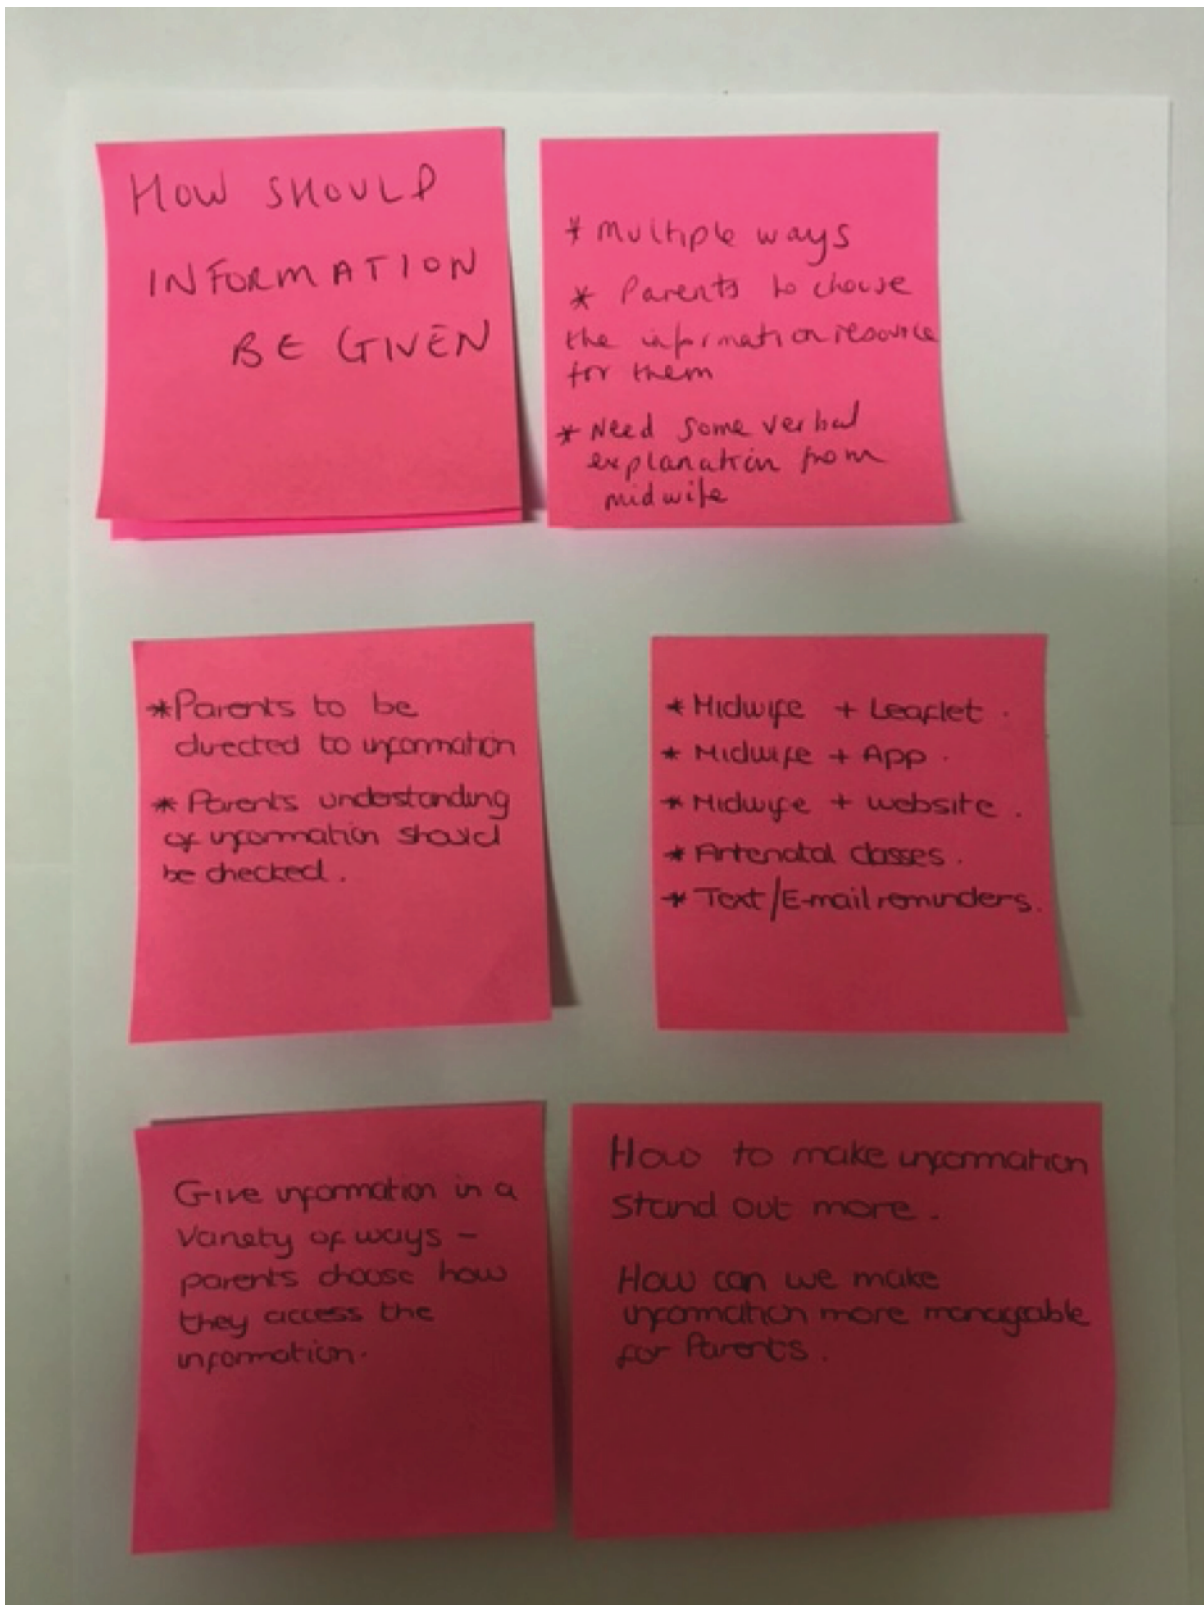 HOW SHOULD
INFORMATION
BE GIVEN
* Multiple ways
* Parents to choose
the information resource
for them
* Need some verbal
explanation from
midwife
* Parents to be
directed to information
* Parents understanding
of information should
be checked.
* Midwife + Leaflet.
* Midwife + App.
* Midwife + website.
* Antenatal classes.
* Text/E-mail reminders.
Give information in a
variety of ways -
parents choose how
they access the
information.
How to make information
stand out more.
How can we make
information more manageable
for Parents.